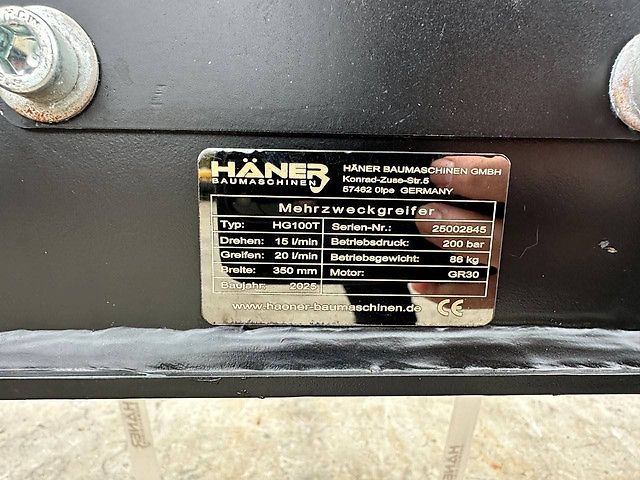 HÄNER
BAUMASCHINEN
HÄNER BAUMASCHINEN GMBH
Konrad-Zuse-Str.5
57462 Olpe GERMANY
Mehrzweckgreifer
Typ: HG100T Serien-Nr.: 25002845
Drehen: 15 l/min Betriebsdruck: 200 bar
Greifen: 20 l/min Betriebsgewicht: 86 kg
Breite: 350 mm Motor: GR30
Baujahr: 2025
www.haener-baumaschinen.de CE
HÄNER
HÄNER